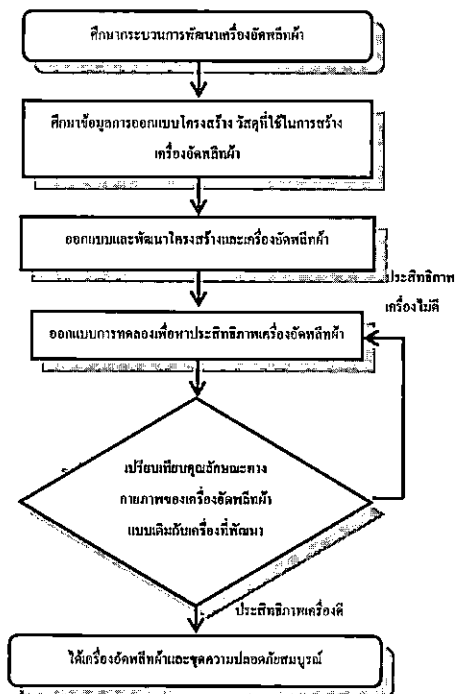 ศึกษากระบวนการพัฒนาเครื่องอัดพลีทผ้า
ศึกษาข้อมูลการออกแบบโครงสร้าง วัสดุที่ใช้ในการสร้าง
เครื่องอัดพลีทผ้า
ออกแบบและพัฒนาโครงสร้างและเครื่องอัดพลีทผ้า
ประสิทธิภาพ
เครื่องไม่ดี
ออกแบบการทดลองเพื่อหาประสิทธิภาพเครื่องอัดพลีทผ้า
เปรียบเทียบคุณลักษณะทาง
กายภาพของเครื่องอัดพลีทผ้า
แบบเดิมกับเครื่องที่พัฒนา
ประสิทธิภาพเครื่องดี
ได้เครื่องอัดพลีทผ้าและชุดความปลอดภัยสมบูรณ์